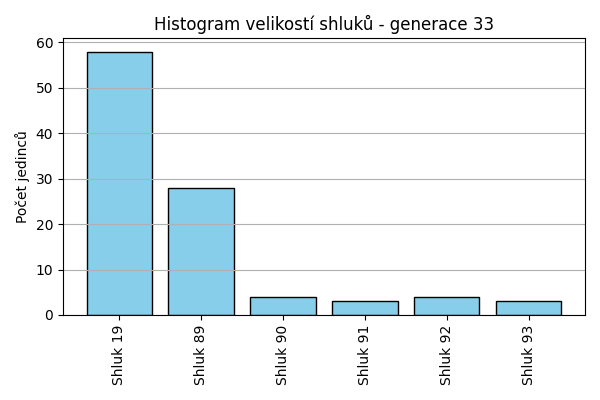 Histogram velikostí shluků - generace 33
Počet jedinců
60
50
40
30
20
10
0
Shluk 19
Shluk 89
Shluk 90
Shluk 91
Shluk 92
Shluk 93